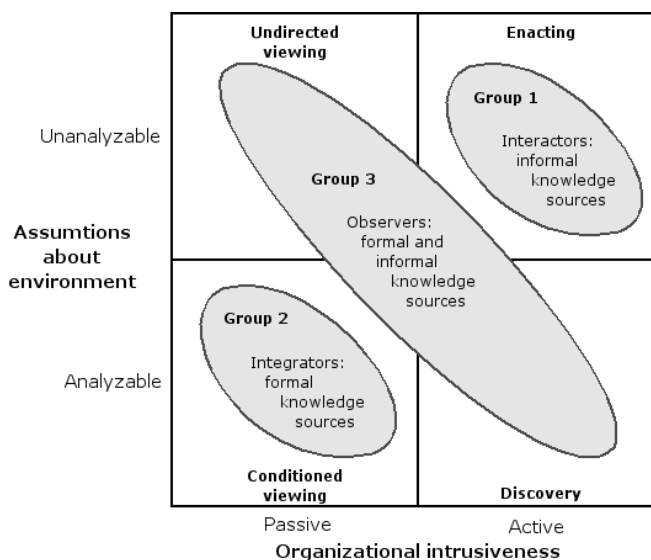 Undirected
viewing
Enacting
Group 1
Interactors:
informal
knowledge
sources
Unanalyzable
Group 3
Observers:
formal and
informal
knowledge
sources
Assumtions
about
environment
Group 2
Integrators:
formal
knowledge
sources
Analyzable
Conditioned
viewing
Discovery
Passive
Active
Organizational intrusiveness